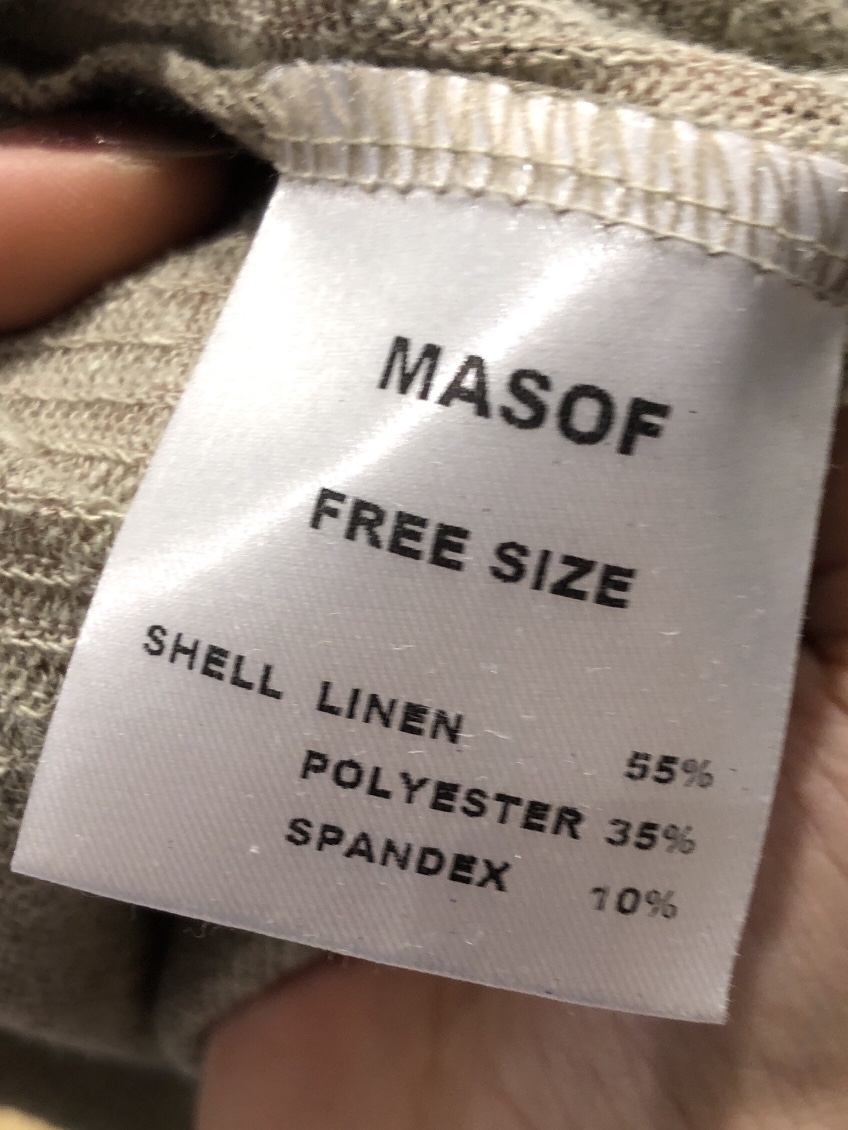 MASOF
FREE SIZE
SHELL LINEN 55%
POLYESTER 35%
SPANDEX 10%